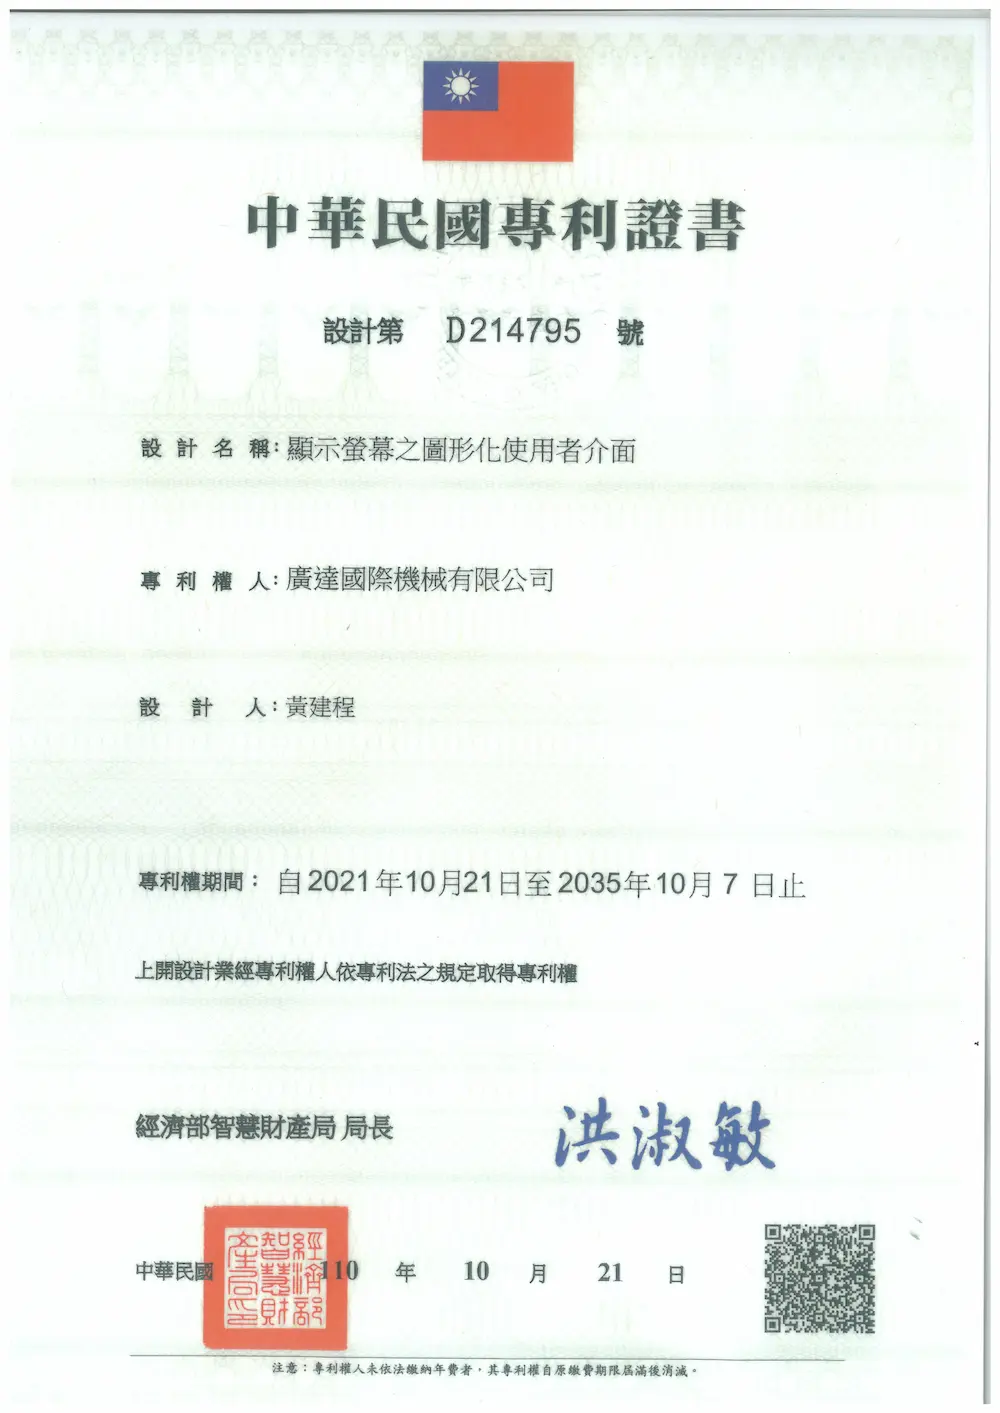 中華民國專利證書
設計第 D214795 號
設計名稱：顯示螢幕之圖形化使用者介面
專利權人：廣達國際機械有限公司
設計人：黃建程
專利權期間： 自2021年10月21日至2035年10月 7 日止
上開設計業經專利權人依專利法之規定取得專利權
經濟部智慧財產局 局長
洪淑敏
經濟部智慧財產局印
中華民國 110 年 10 月 21 日
注意：專利權人未依法繳納年費者，其專利權自原繳費期限屆滿後消滅。